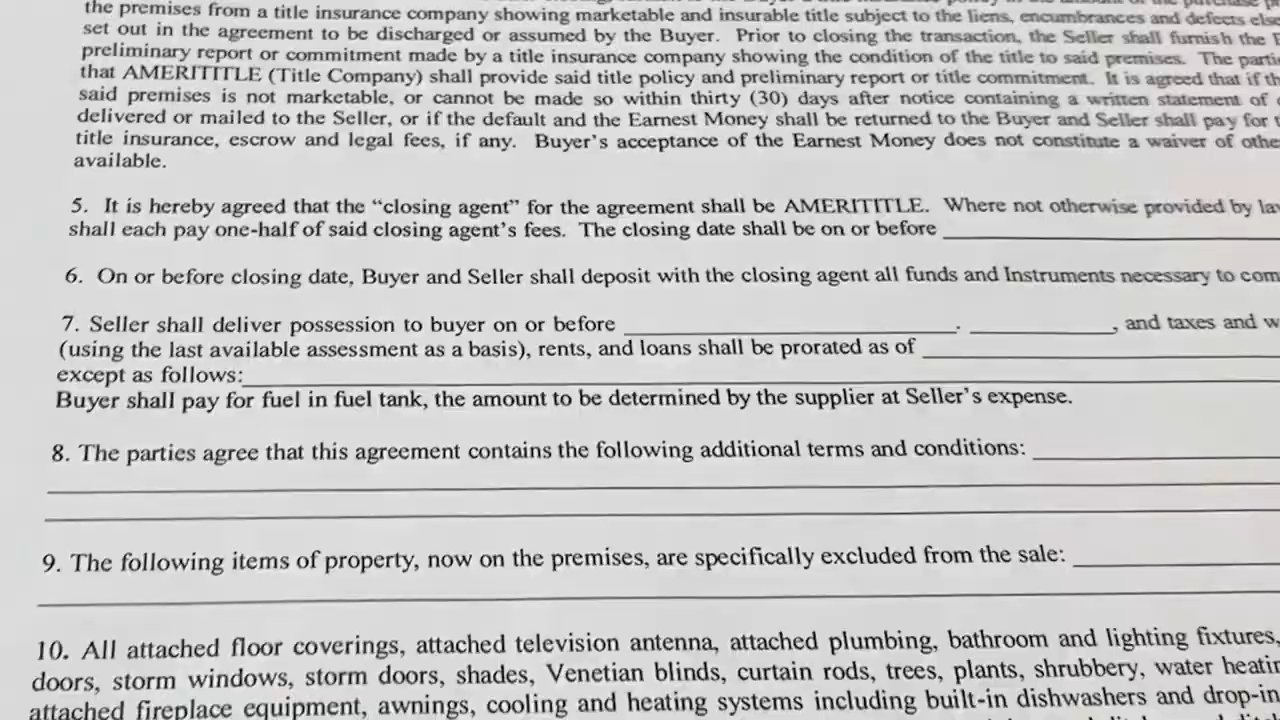 the premises from a title insurance company showing marketable and insurable title subject to the liens, encumbrances and defects
set out in the agreement to be discharged or assumed by the Buyer. Prior to closing the transaction, the Seller shall furnish the
preliminary report or commitment made by a title insurance company showing the condition of the title to said premises. The
that AMERITITLE (Title Company) shall provide said title policy and preliminary report or title commitment. It is agreed that if
said premises is not marketable, or cannot be made so within thirty (30) days after notice containing a written statement of
delivered or mailed to the Seller, or if the default and the Earnest Money shall be returned to the Buyer and Seller shall pay for
title insurance, escrow and legal fees, if any. Buyer's acceptance of the Earnest Money does not constitute a waiver of
available.
5. It is hereby agreed that the “closing agent” for the agreement shall be AMERITITLE. Where not otherwise provided by
shall each pay one-half of said closing agent's fees. The closing date shall be on or before
6. On or before closing date, Buyer and Seller shall deposit with the closing agent all funds and Instruments necessary to
7. Seller shall deliver possession to buyer on or before ____________. ________, and taxes and
(using the last available assessment as a basis), rents, and loans shall be prorated as of
except as follows:
Buyer shall pay for fuel in fuel tank, the amount to be determined by the supplier at Seller's expense.
8. The parties agree that this agreement contains the following additional terms and conditions:
9. The following items of property, now on the premises, are specifically excluded from the sale:
10. All attached floor coverings, attached television antenna, attached plumbing, bathroom and lighting fixtures,
doors, storm windows, storm doors, shades, Venetian blinds, curtain rods, trees, plants, shrubbery, water
attached fireplace equipment, awnings, cooling and heating systems including built-in dishwashers and drop-in